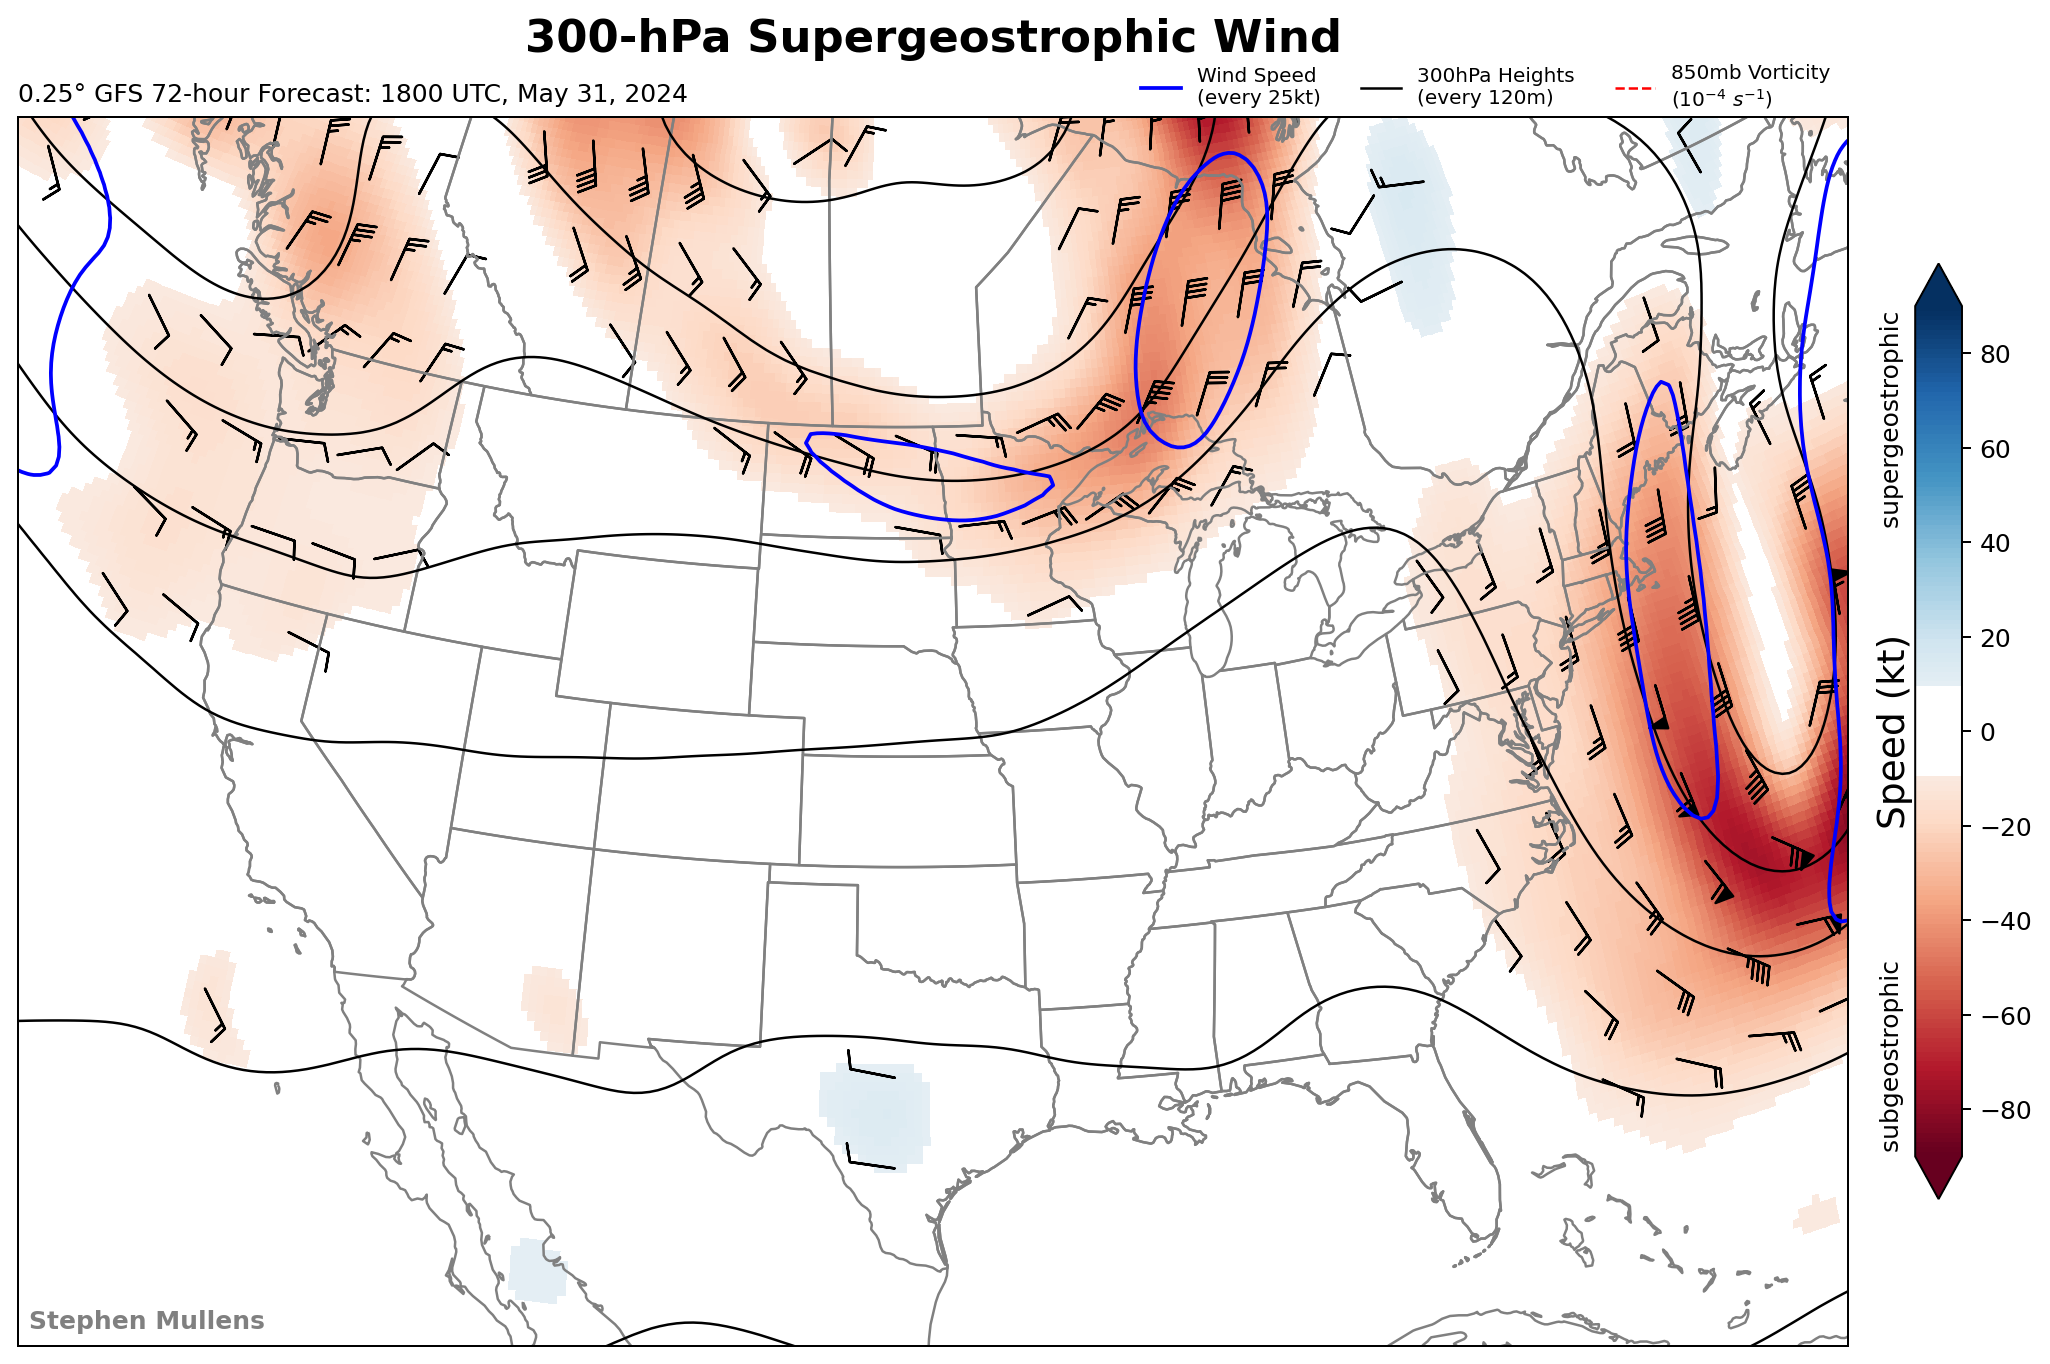 300-hPa Supergeostrophic Wind
0.25° GFS 72-hour Forecast: 1800 UTC, May 31, 2024
Wind Speed
(every 25kt)
300hPa Heights
(every 120m)
850mb Vorticity
(10⁻⁴ s⁻¹)
supergeostrophic
subgeostrophic
Speed (kt)
80
60
40
20
0
−20
−40
−60
−80
Stephen Mullens